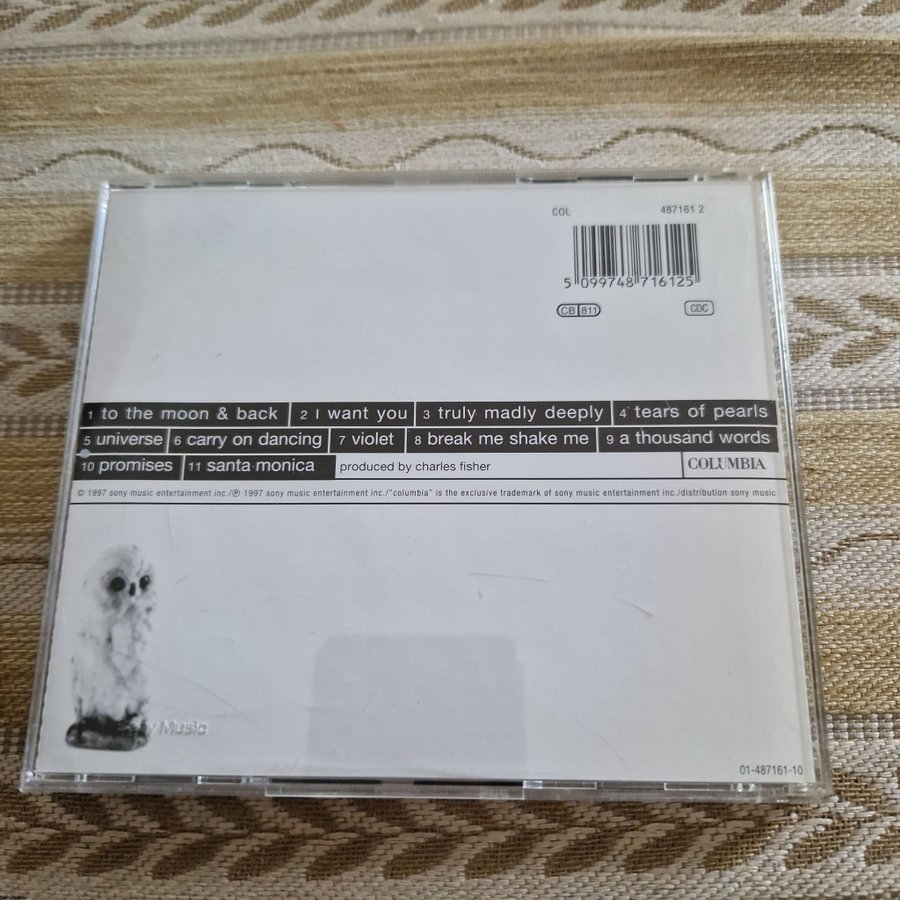 COL 487161 2
5 099748 716125
CB 811 CDC
1 to the moon & back 2 I want you 3 truly madly deeply 4 tears of pearls
5 universe 6 carry on dancing 7 violet 8 break me shake me 9 a thousand words
10 promises 11 santa monica produced by charles fisher COLUMBIA
© 1997 sony music entertainment inc./℗ 1997 sony music entertainment inc./"columbia" is the exclusive trademark of sony music entertainment inc./distribution sony music
Sony Music
01-487161-10